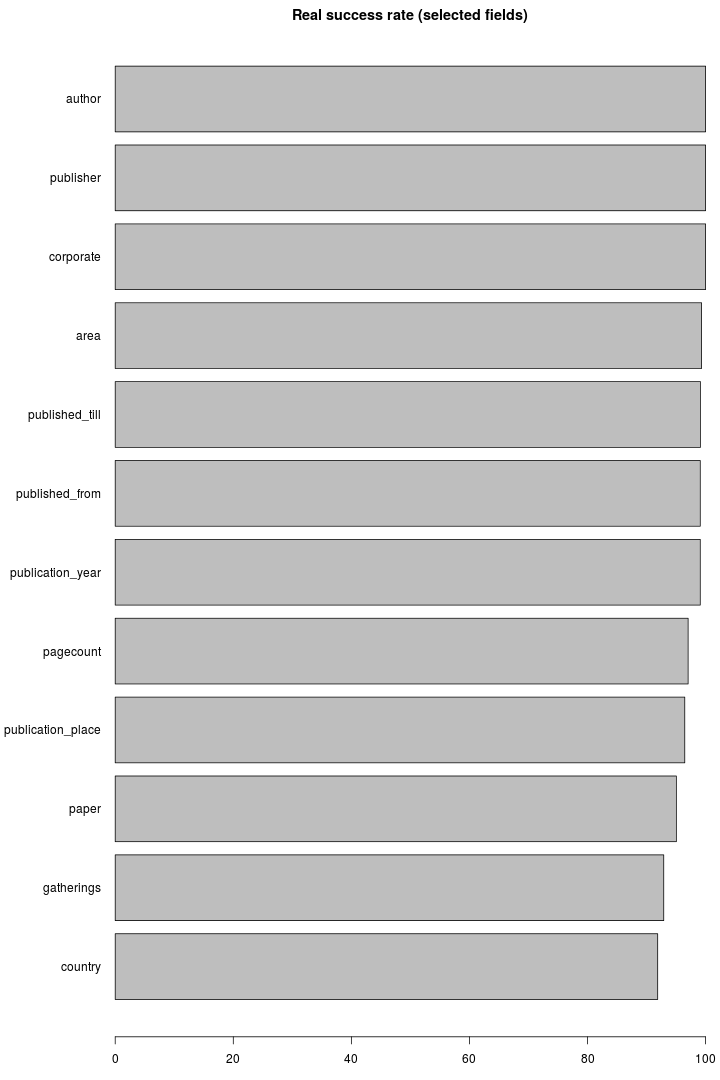 Real success rate (selected fields)
author
publisher
corporate
area
published_till
published_from
publication_year
pagecount
publication_place
paper
gatherings
country
0 20 40 60 80 100